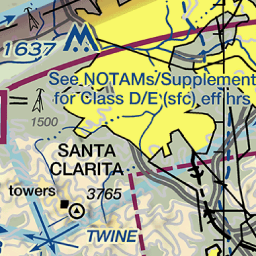 1637
See NOTAMs/Supplement
for Class D/E (sfc) eff hrs
1500
SANTA
CLARITA
towers
3765
TWINE